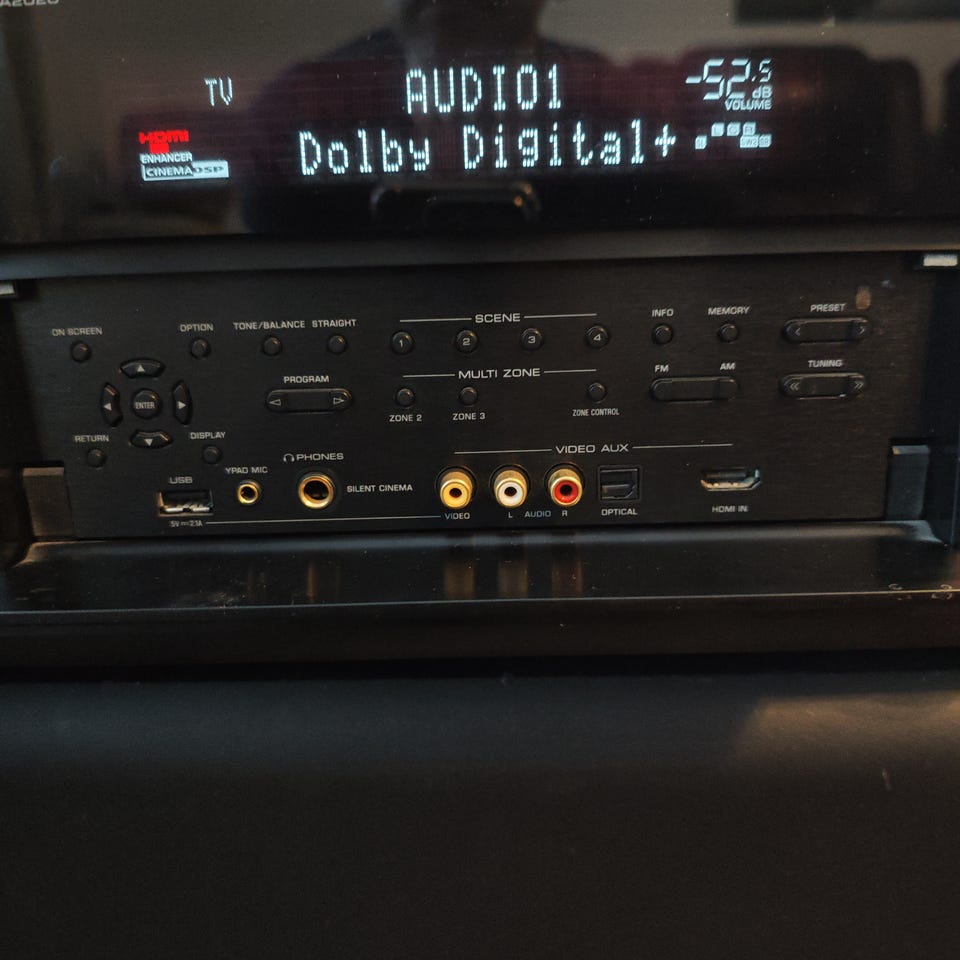 A2020
TV
AUDIO1
-52.5
dB
VOLUME
HDMI
ENHANCER
CINEMA DSP
Dolby Digital+
L C R
SW2 SB
ON SCREEN
OPTION
TONE/BALANCE STRAIGHT
SCENE
1 2 3 4
INFO
MEMORY
PRESET
ENTER
PROGRAM
MULTI ZONE
ZONE 2 ZONE 3 ZONE CONTROL
FM AM
TUNING
RETURN
DISPLAY
USB
5V 2.1A
YPAO MIC
PHONES
SILENT CINEMA
VIDEO AUX
VIDEO L AUDIO R
OPTICAL
HDMI IN